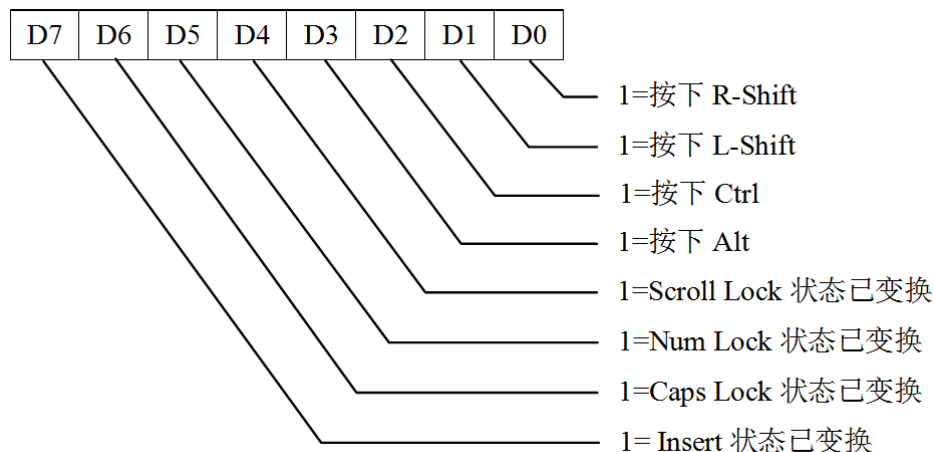 D7 D6 D5 D4 D3 D2 D1 D0
1=按下 R-Shift
1=按下 L-Shift
1=按下 Ctrl
1=按下 Alt
1=Scroll Lock 状态已变换
1=Num Lock 状态已变换
1=Caps Lock 状态已变换
1= Insert 状态已变换